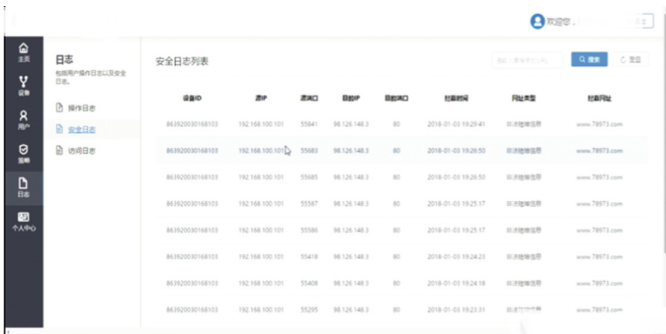 欢迎您，
主页
设备
用户
策略
日志
个人中心
日志
包括用户操作日志以及安全日志。
操作日志
安全日志
访问日志
安全日志列表
搜索
重置
设备ID 源IP 源端口 目的IP 目的端口 拦截时间 网址类型 拦截网址
863920030168103 192.168.100.101 55841 98.126.148.3 80 2018-01-03 19:29:41 www.78973.com
863920030168103 192.168.100.101 55683 98.126.148.3 80 2018-01-03 19:26:50 www.78973.com
863920030168103 192.168.100.101 55685 98.126.148.3 80 2018-01-03 19:26:50 www.78973.com
863920030168103 192.168.100.101 55587 98.126.148.3 80 2018-01-03 19:25:17 www.78973.com
863920030168103 192.168.100.101 55586 98.126.148.3 80 2018-01-03 19:25:17 www.78973.com
863920030168103 192.168.100.101 55418 98.126.148.3 80 2018-01-03 19:24:23 www.78973.com
863920030168103 192.168.100.101 55409 98.126.148.3 80 2018-01-03 19:24:18 www.78973.com
863920030168103 192.168.100.101 55295 98.126.148.3 80 2018-01-03 19:23:31 www.78973.com